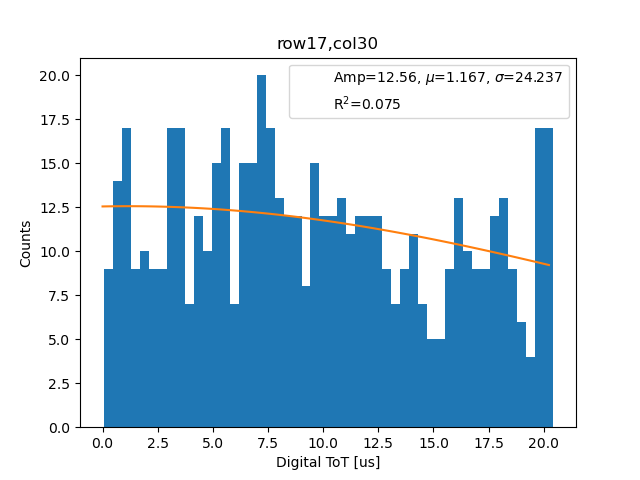 row17,col30
Amp=12.56, μ=1.167, σ=24.237
R²=0.075
20.0
17.5
15.0
12.5
10.0
7.5
5.0
2.5
0.0
Counts
0.0 2.5 5.0 7.5 10.0 12.5 15.0 17.5 20.0
Digital ToT [us]